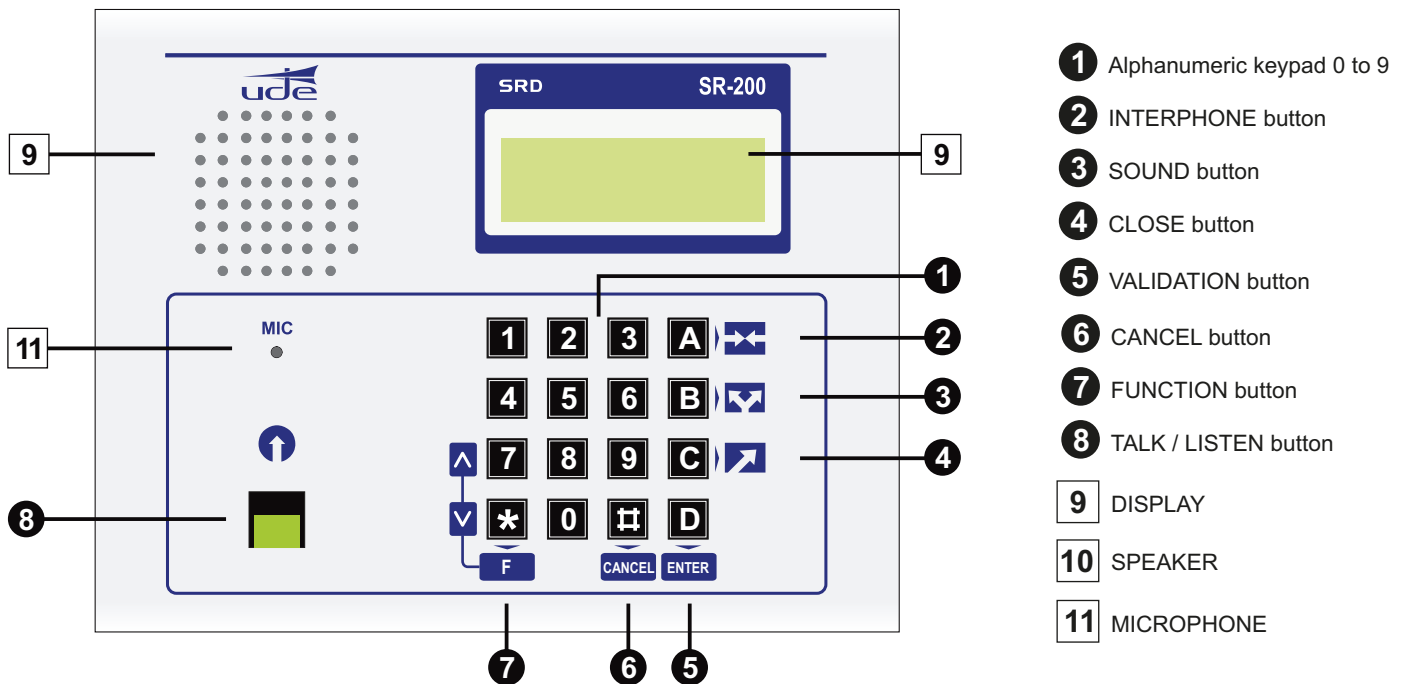 ude
SRD SR-200
9 9
1
MIC
11
1 2 3 A 2
4 5 6 B 3
7 8 9 C 4
8
* 0 # D
F CANCEL ENTER
7 6 5
1 Alphanumeric keypad 0 to 9
2 INTERPHONE button
3 SOUND button
4 CLOSE button
5 VALIDATION button
6 CANCEL button
7 FUNCTION button
8 TALK / LISTEN button
9 DISPLAY
10 SPEAKER
11 MICROPHONE